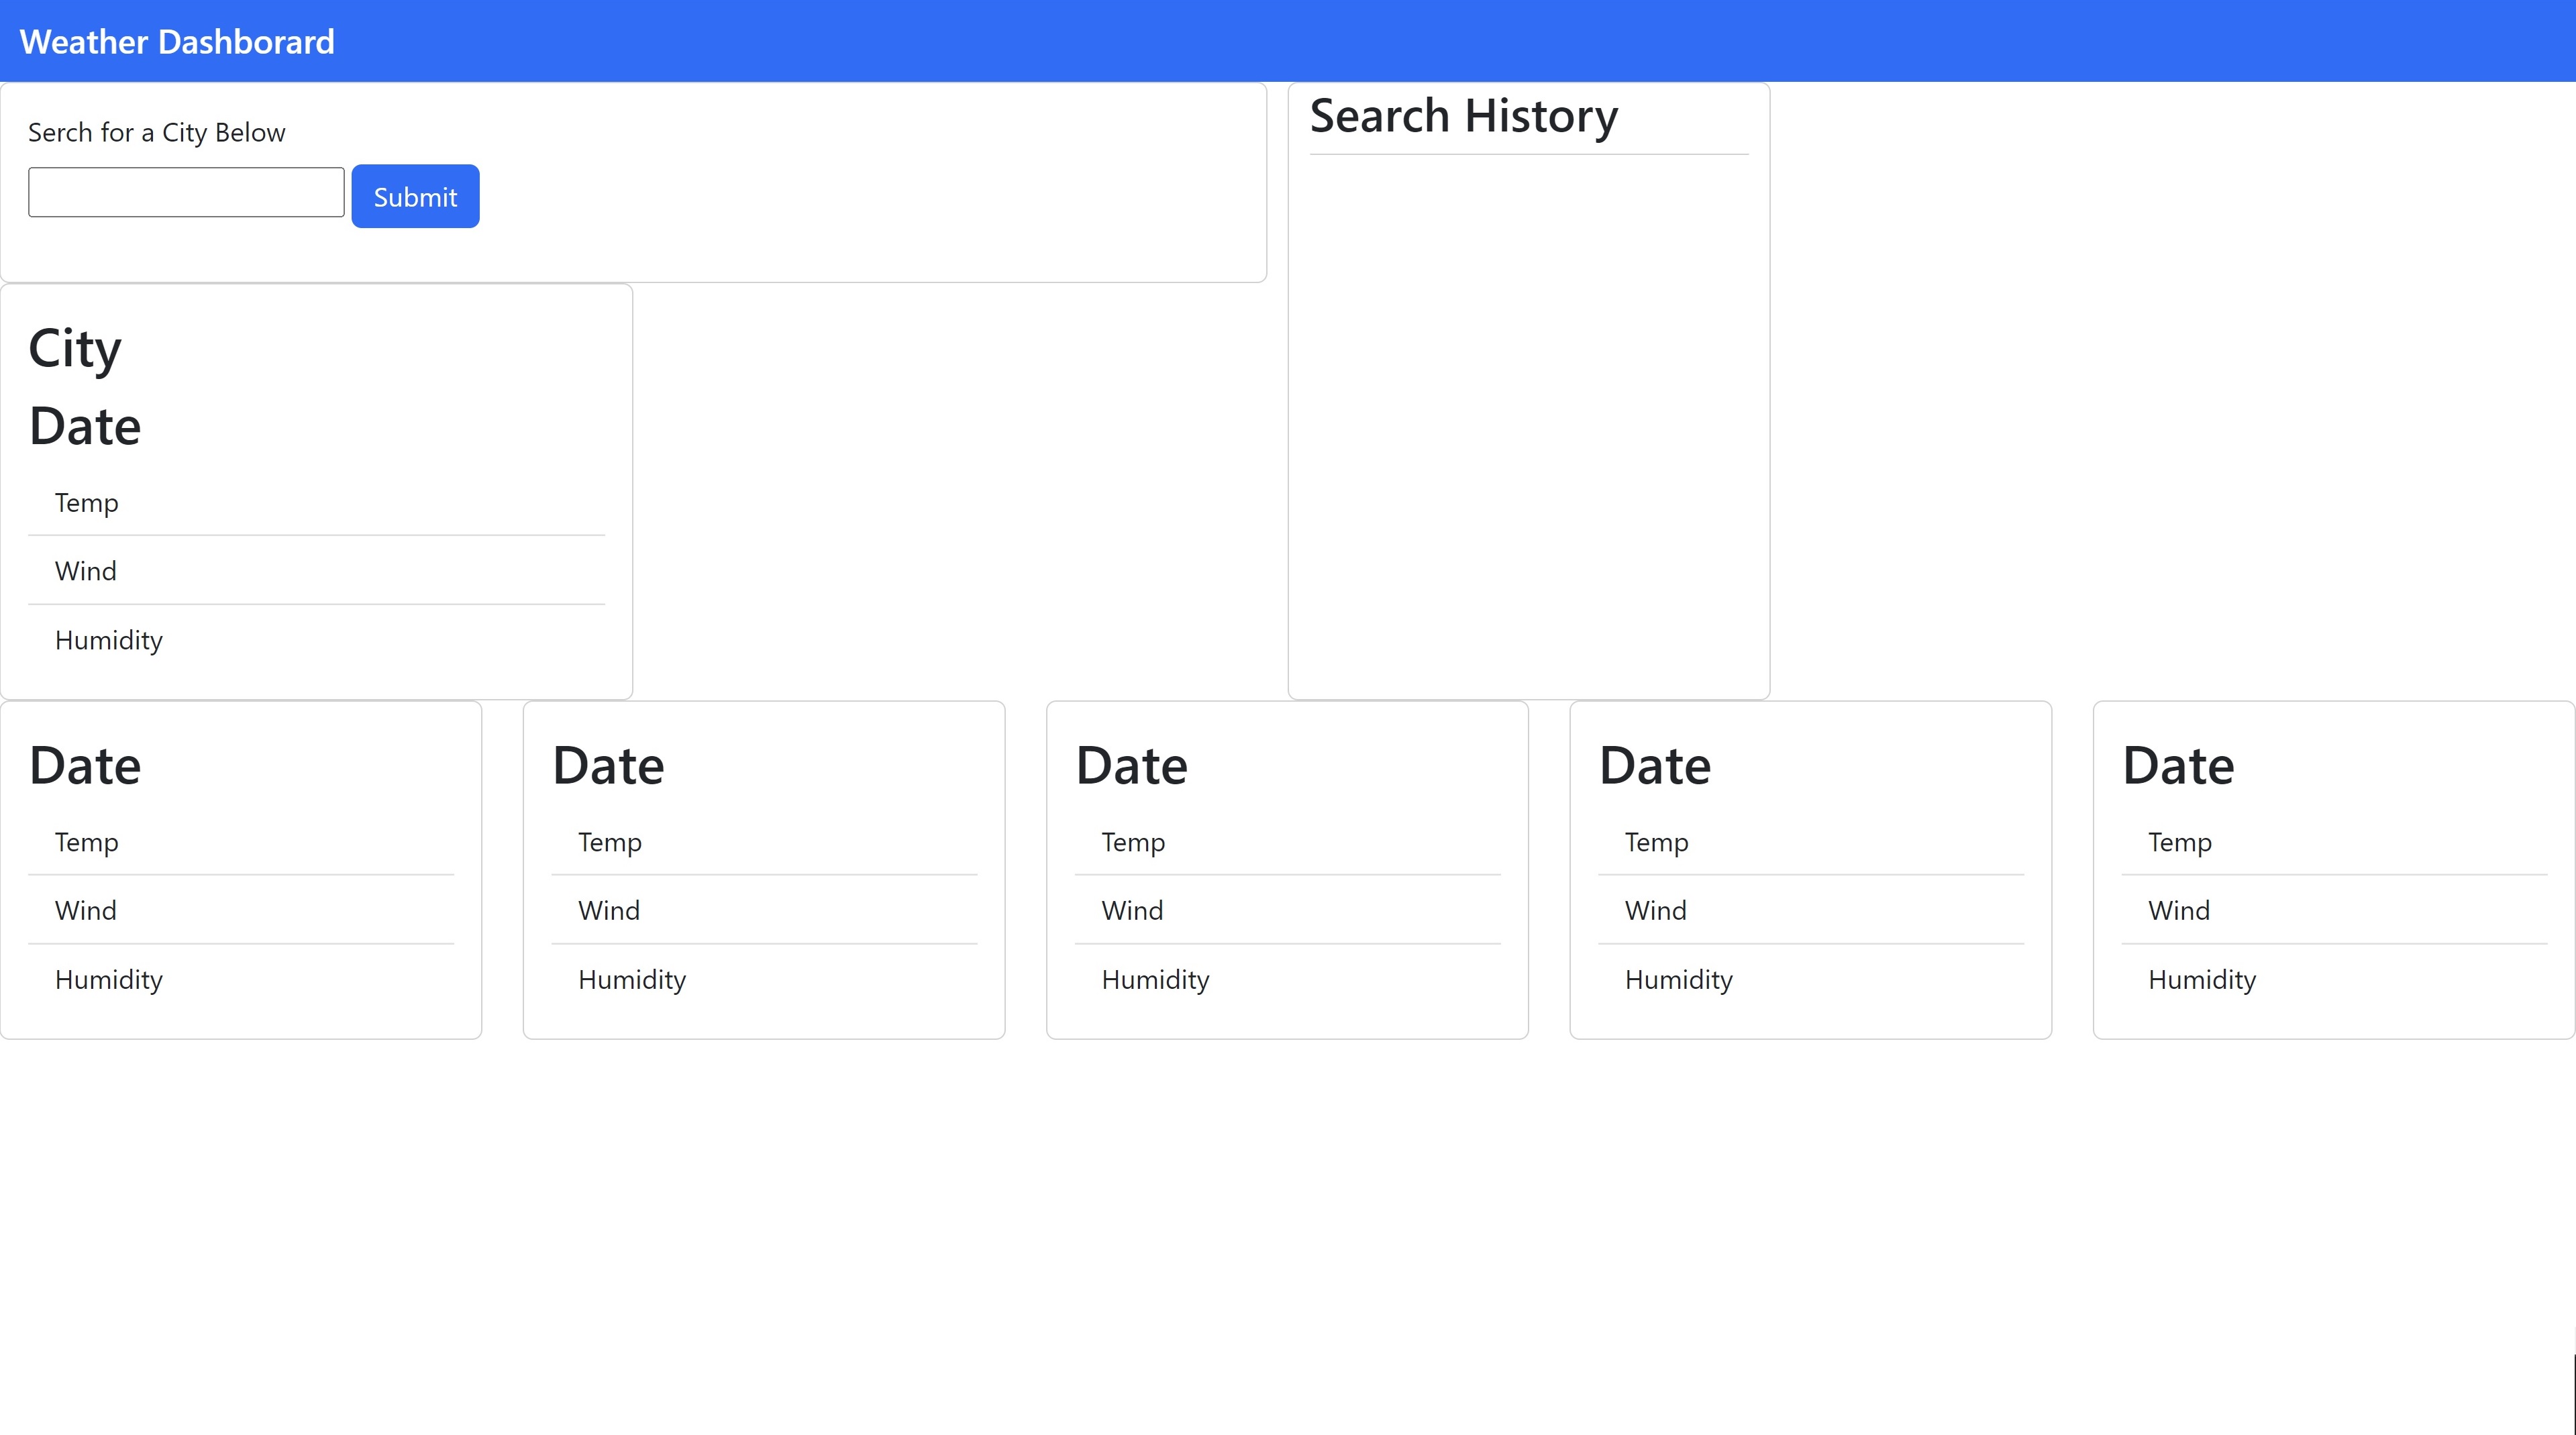 Weather Dashborard
Serch for a City Below
Submit
Search History
City
Date
Temp
Wind
Humidity
Date
Temp
Wind
Humidity
Date
Temp
Wind
Humidity
Date
Temp
Wind
Humidity
Date
Temp
Wind
Humidity
Date
Temp
Wind
Humidity